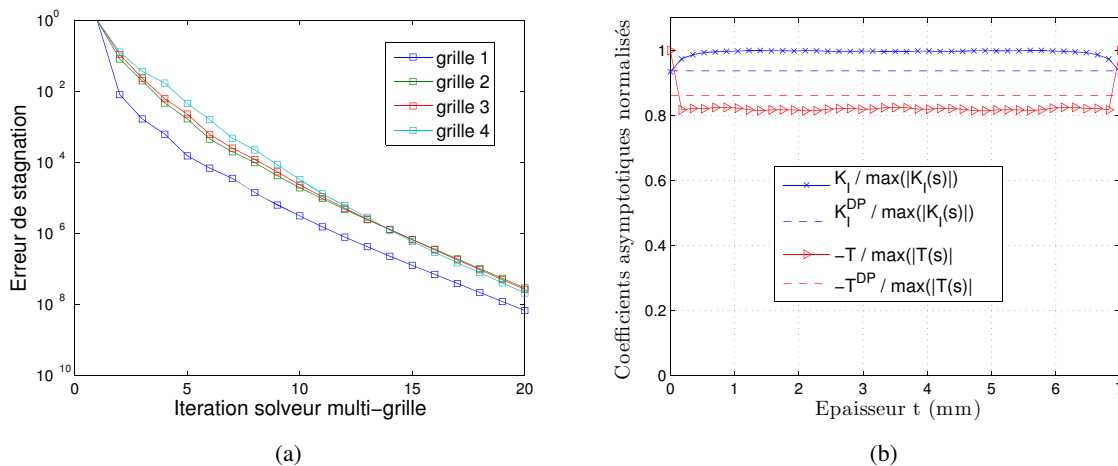 Erreur de stagnation
10 0
10 2
10 4
10 6
10 8
10 10
0
5
10
15
20
Iteration solveur multi−grille
grille 1
grille 2
grille 3
grille 4
(a)
Coefficients asymptotiques normalisés
1
0.8
0.6
0.4
0.2
0
0
1
2
3
4
5
6
7
Epaisseur t (mm)
K_I / max(|K_I(s)|)
K_I^DP / max(|K_I(s)|)
−T / max(|T(s)|
−T^DP / max(|T(s)|
(b)